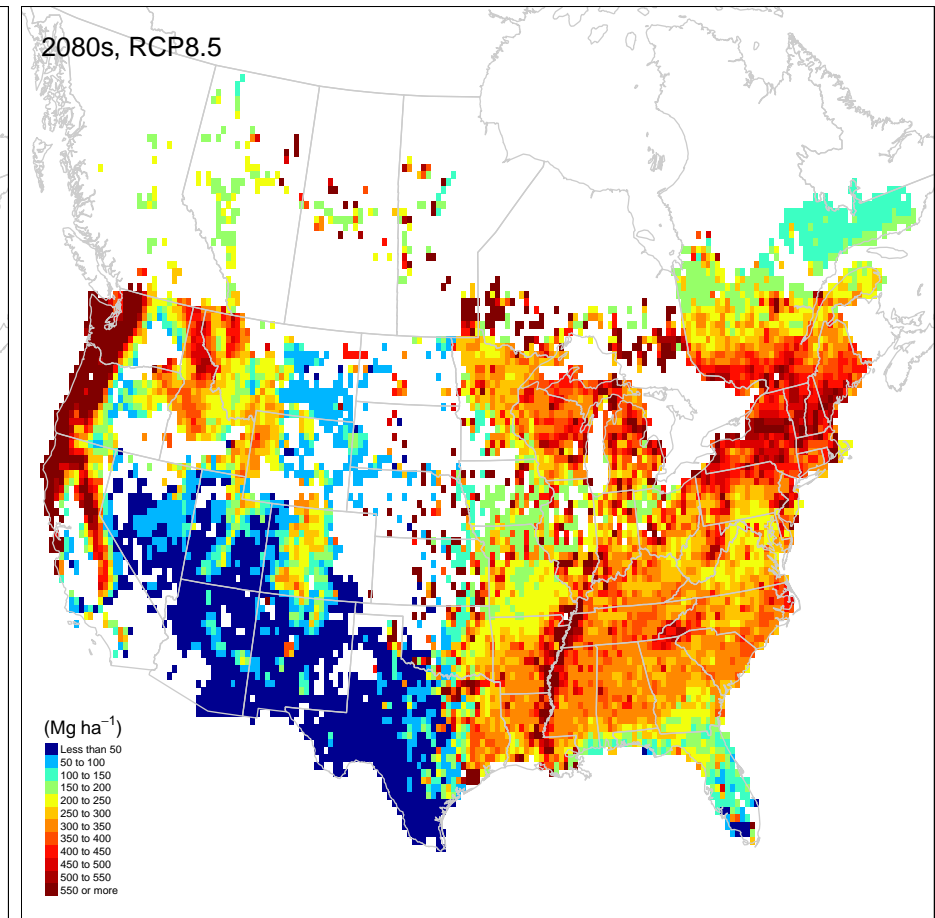 2080s, RCP8.5
(Mg ha⁻¹)
Less than 50
50 to 100
100 to 150
150 to 200
200 to 250
250 to 300
300 to 350
350 to 400
400 to 450
450 to 500
500 to 550
550 or more